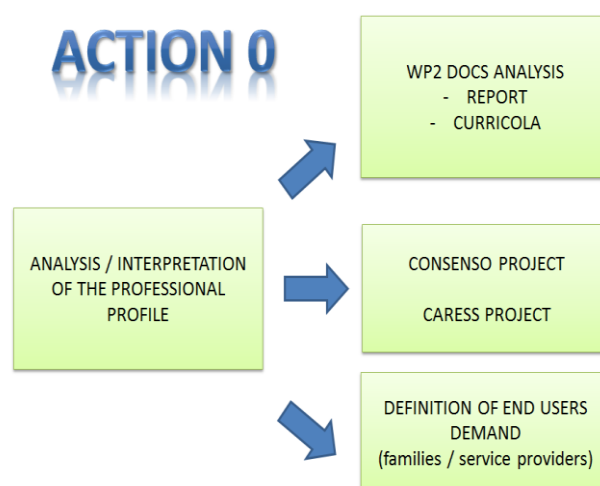 ACTION 0
WP2 DOCS ANALYSIS
- REPORT
- CURRICOLA
ANALYSIS / INTERPRETATION
OF THE PROFESSIONAL
PROFILE
CONSENSO PROJECT
CARESS PROJECT
DEFINITION OF END USERS
DEMAND
(families / service providers)